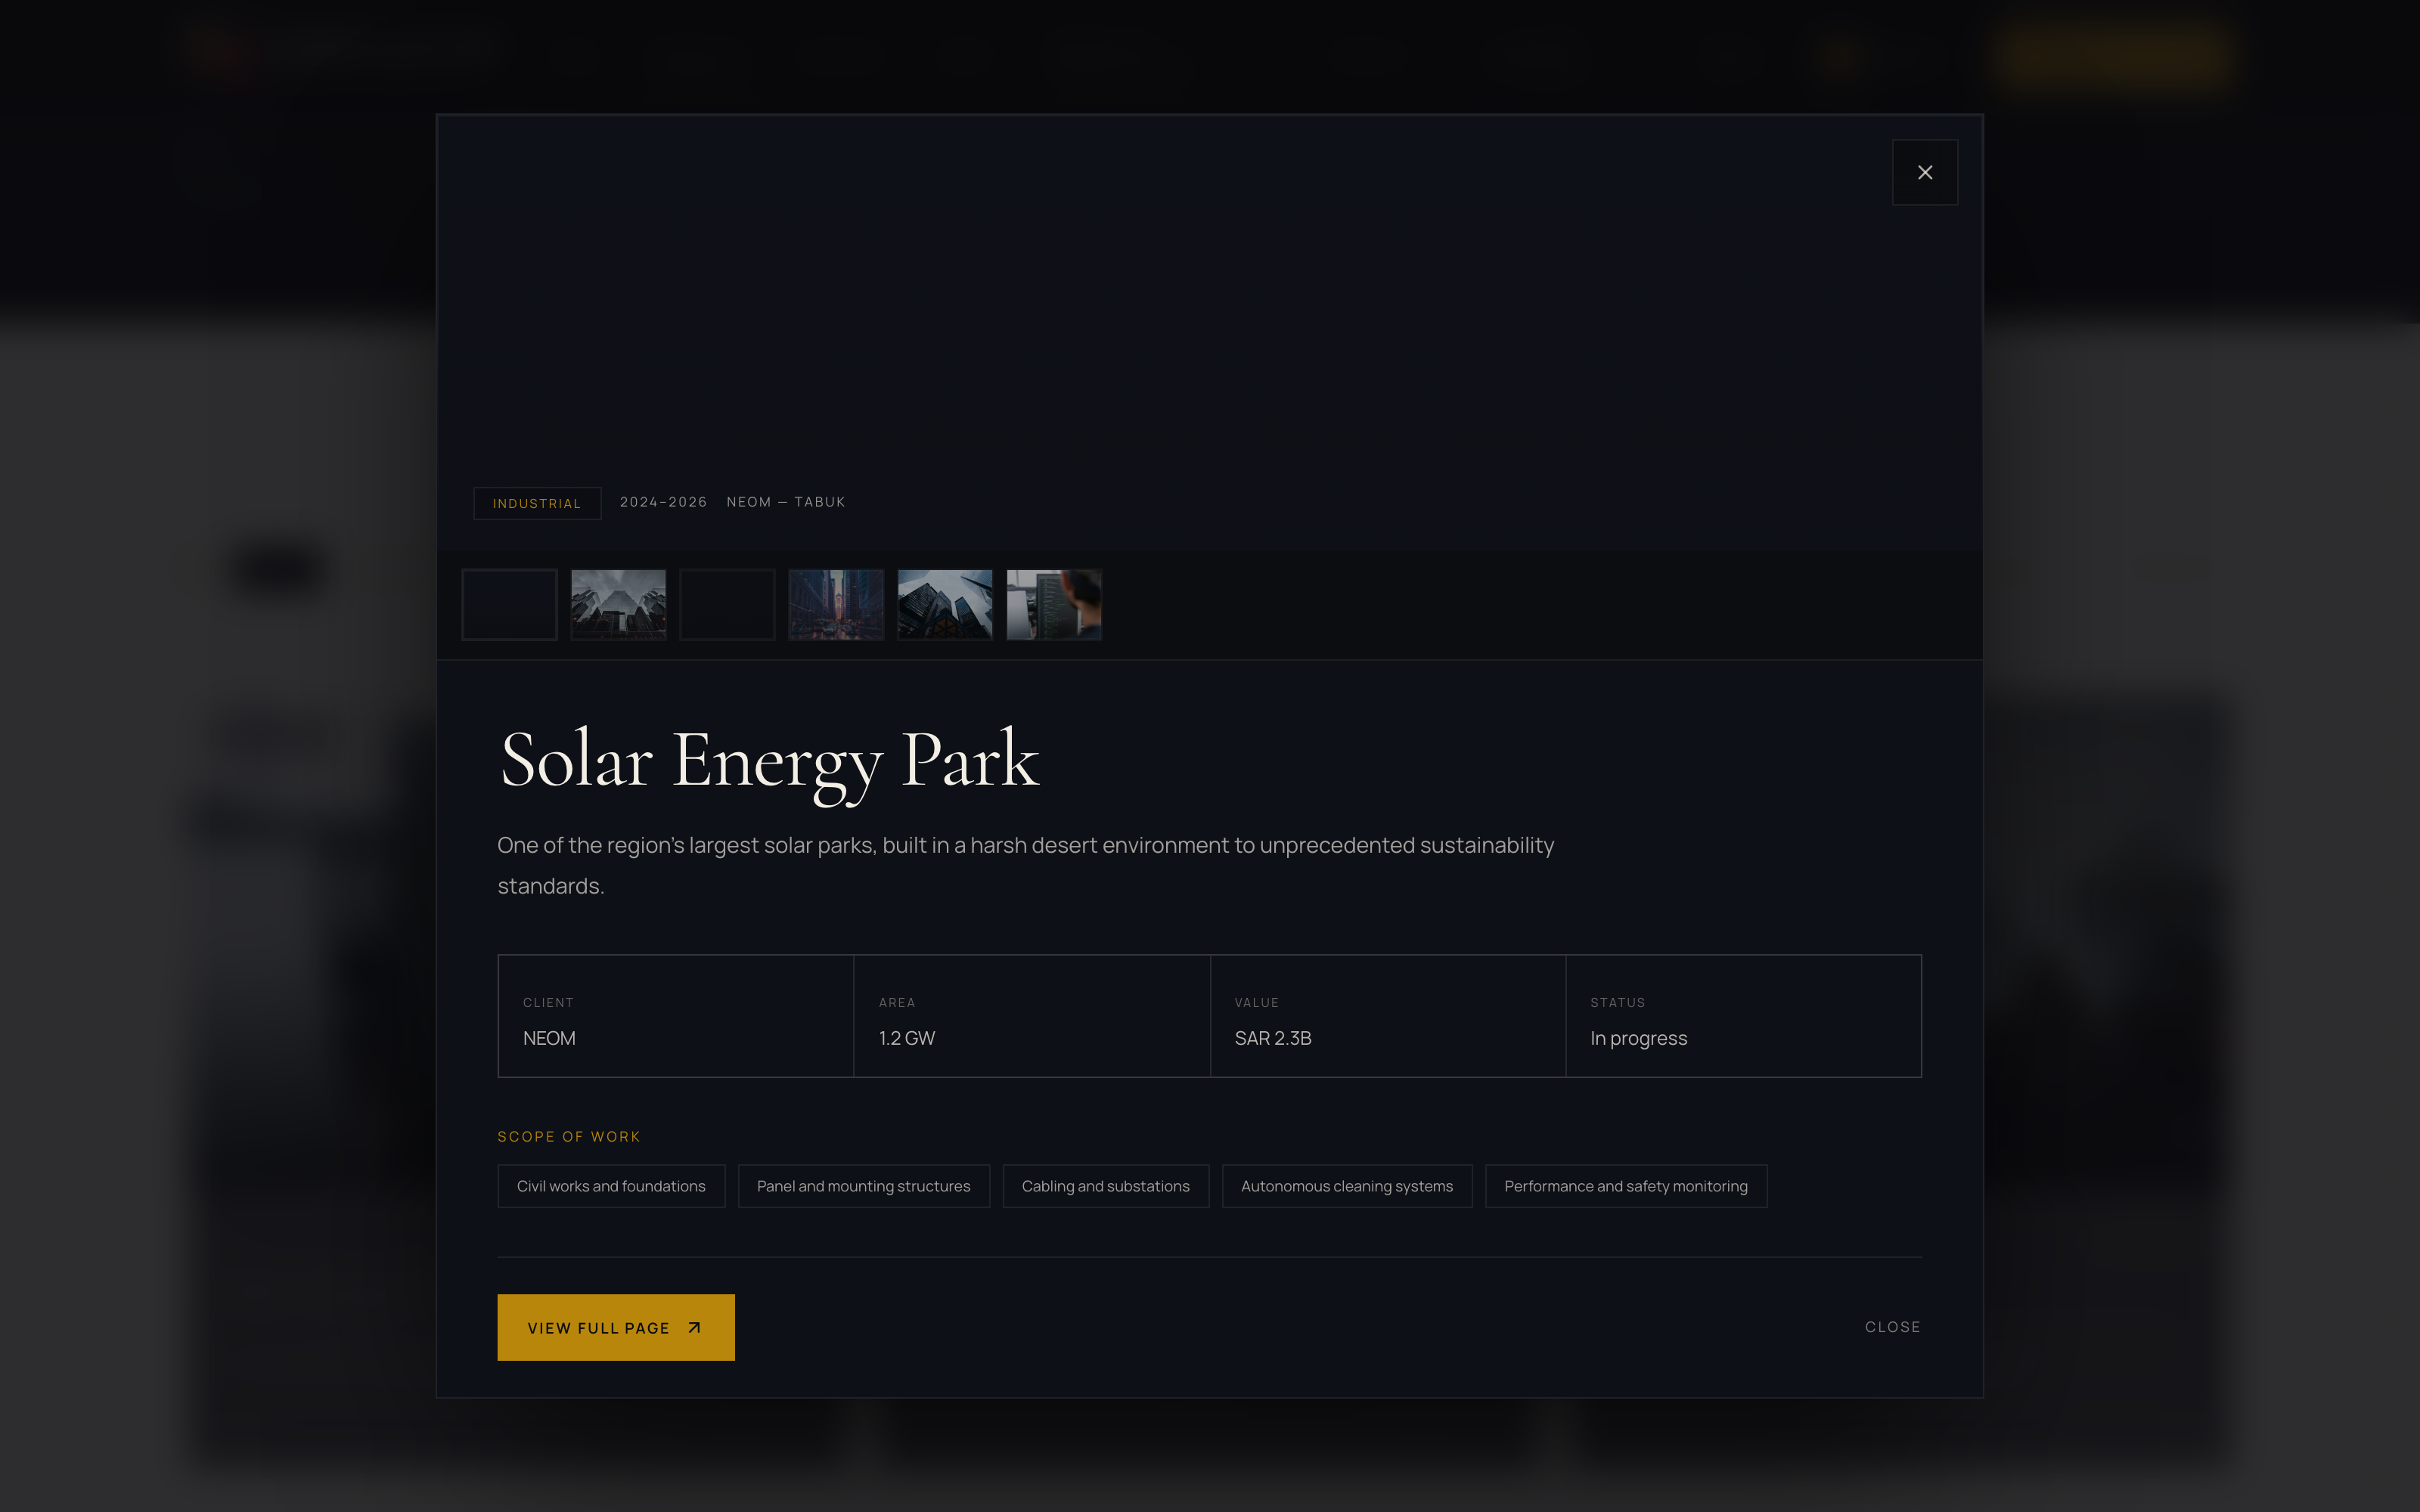 INDUSTRIAL 2024–2026 NEOM — TABUK
Solar Energy Park
One of the region's largest solar parks, built in a harsh desert environment to unprecedented sustainability
standards.
CLIENT AREA VALUE STATUS
NEOM 1.2 GW SAR 2.3B In progress
SCOPE OF WORK
Civil works and foundations Panel and mounting structures Cabling and substations Autonomous cleaning systems Performance and safety monitoring
VIEW FULL PAGE CLOSE